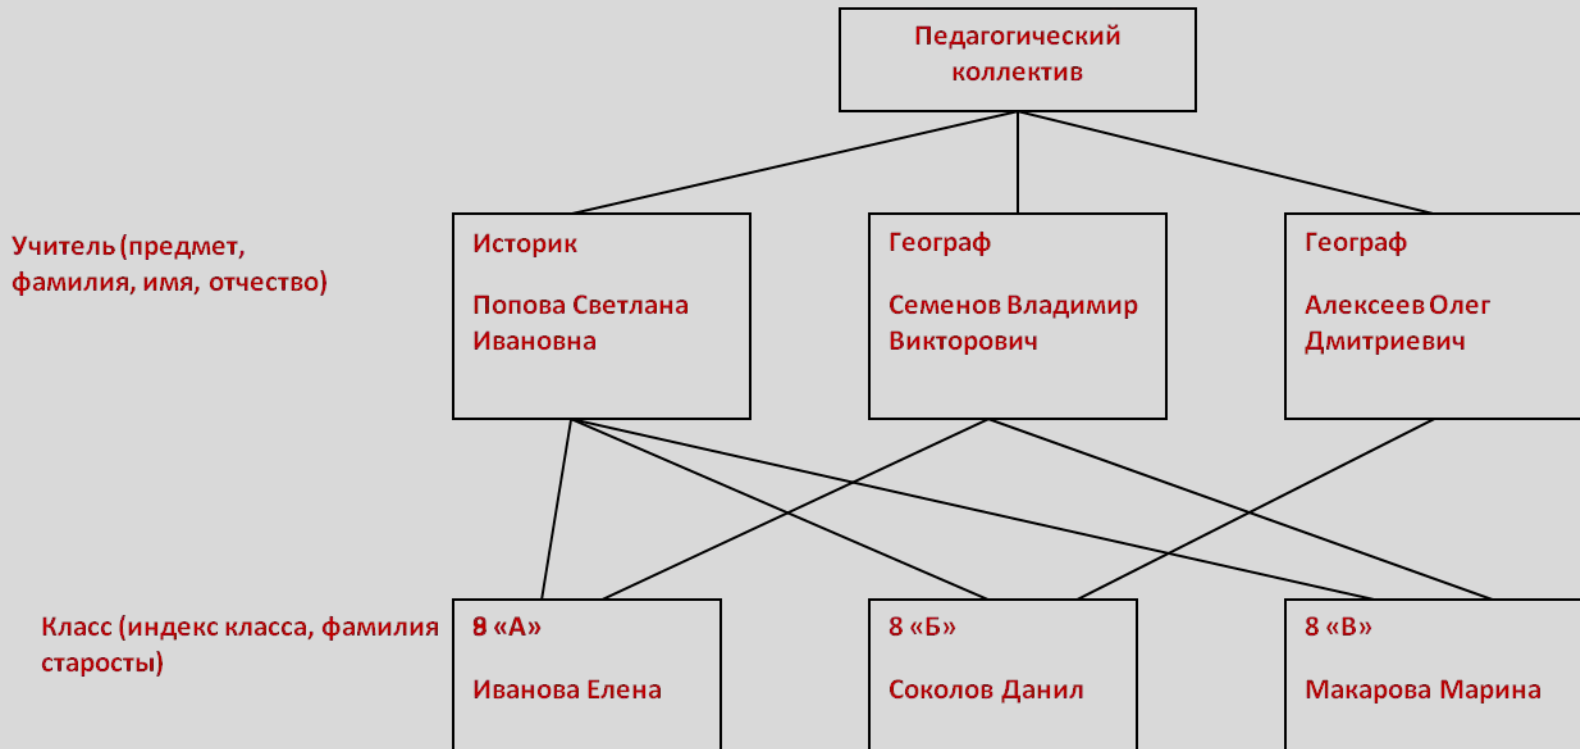 Педагогический
коллектив
Учитель (предмет,
фамилия, имя, отчество)
Историк
Попова Светлана
Ивановна
Географ
Семенов Владимир
Викторович
Географ
Алексеев Олег
Дмитриевич
Класс (индекс класса, фамилия
старосты)
8 «А»
Иванова Елена
8 «Б»
Соколов Данил
8 «В»
Макарова Марина